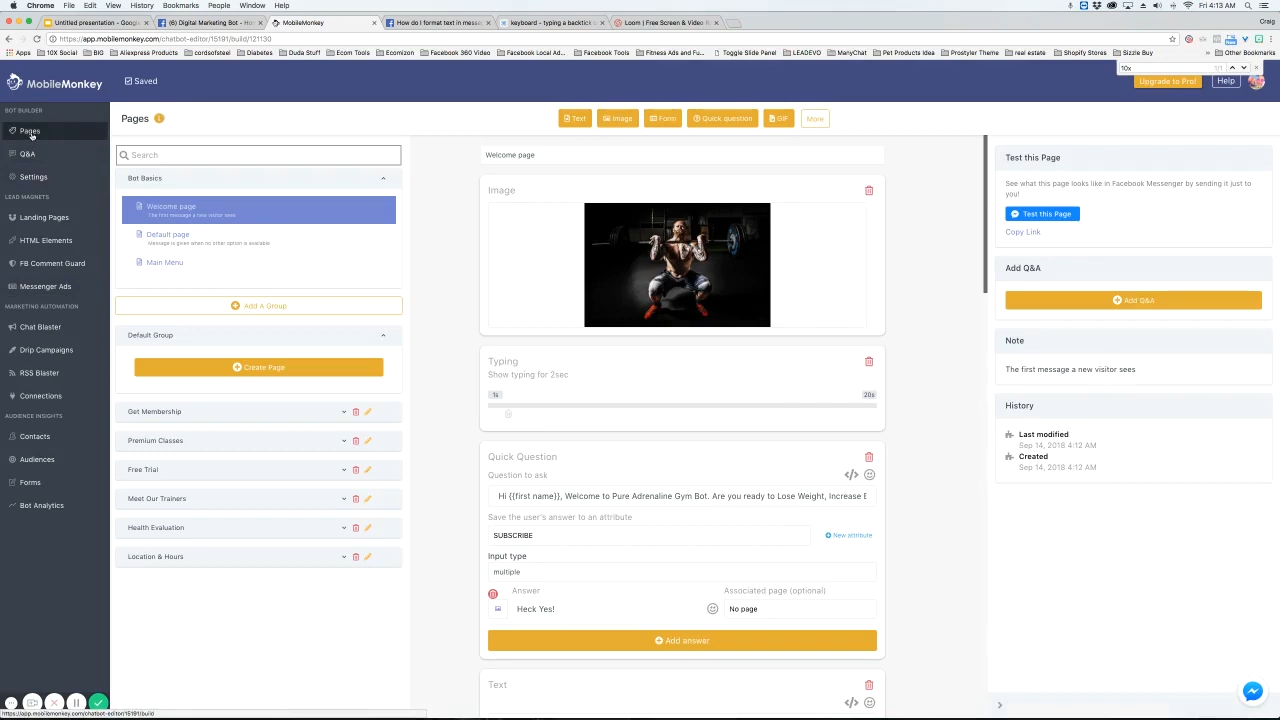 Chrome File Edit View History Bookmarks People Window Help
Fri 4:13 AM
Untitled presentation - Google
(6) Digital Marketing Bot - Ho
MobileMonkey
How do I format text in messe
keyboard - typing a backtick o
Loom | Free Screen & Video R
Craig
https://app.mobilemonkey.com/chatbot-editor/15191/build/121130
Apps 10X Social BIG Aliexpress Products cordsofsteel Diabetes Duda Stuff Ecom Tools Ecomizon Facebook 360 Video Facebook Local Ad... Facebook Tools Fitness Ads and Fu... Toggle Slide Panel LEADEVO ManyChat Pet Products Idea Prostyler Theme real estate Shopify Stores Sizzle Buy Other Bookmarks
10x 1/1
MobileMonkey
Saved
Upgrade to Pro!
Help
BOT BUILDER
Pages
Q&A
Settings
LEAD MAGNETS
Landing Pages
HTML Elements
FB Comment Guard
Messenger Ads
MARKETING AUTOMATION
Chat Blaster
Drip Campaigns
RSS Blaster
Connections
AUDIENCE INSIGHTS
Contacts
Audiences
Forms
Bot Analytics
Pages
Text Image Form Quick question GIF More
Search
Bot Basics
Welcome page
The first message a new visitor sees
Default page
Message is given when no other option is available
Main Menu
Add A Group
Default Group
Create Page
Get Membership
Premium Classes
Free Trial
Meet Our Trainers
Health Evaluation
Location & Hours
Welcome page
Image
Typing
Show typing for 2sec
1s 20s
Quick Question
Question to ask
Hi {{first name}}, Welcome to Pure Adrenaline Gym Bot. Are you ready to Lose Weight, Increase E
Save the user's answer to an attribute
SUBSCRIBE
New attribute
Input type
multiple
Answer Associated page (optional)
Heck Yes! No page
Add answer
Text
Test this Page
See what this page looks like in Facebook Messenger by sending it just to
you!
Test this Page
Copy Link
Add Q&A
Add Q&A
Note
The first message a new visitor sees
History
Last modified
Sep 14, 2018 4:12 AM
Created
Sep 14, 2018 4:12 AM
https://app.mobilemonkey.com/chatbot-editor/15191/build